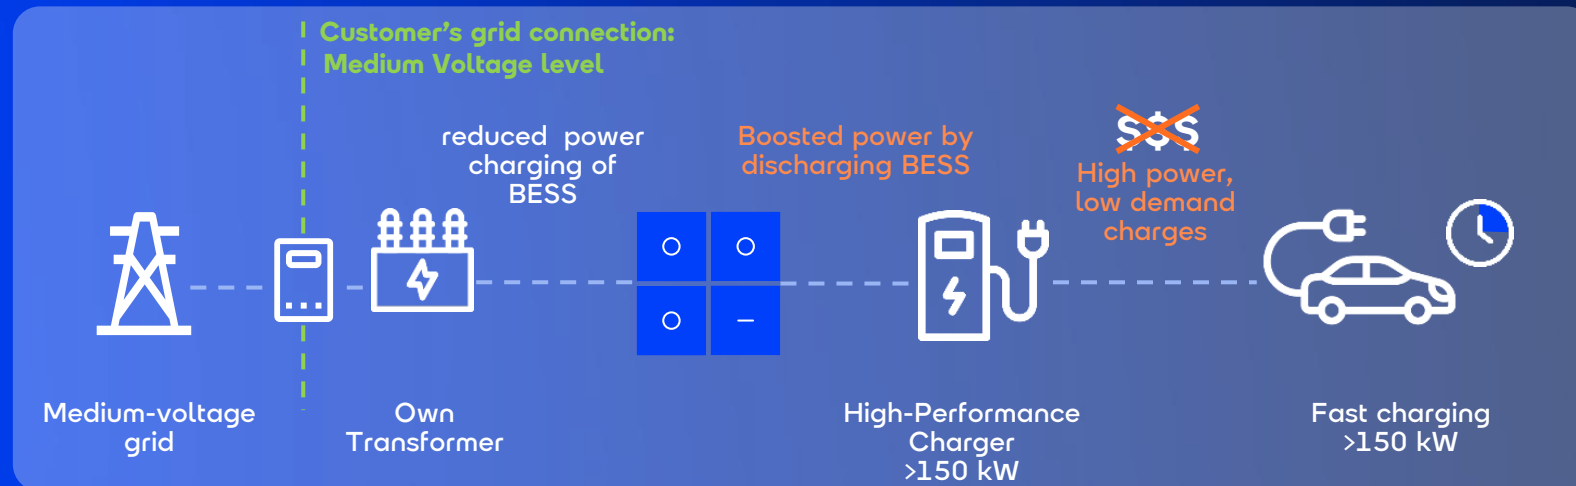 Customer's grid connection:
Medium Voltage level
reduced power
charging of
BESS
Boosted power by
discharging BESS
$$$
High power,
low demand
charges
Medium-voltage
grid
Own
Transformer
High-Performance
Charger
>150 kW
Fast charging
>150 kW